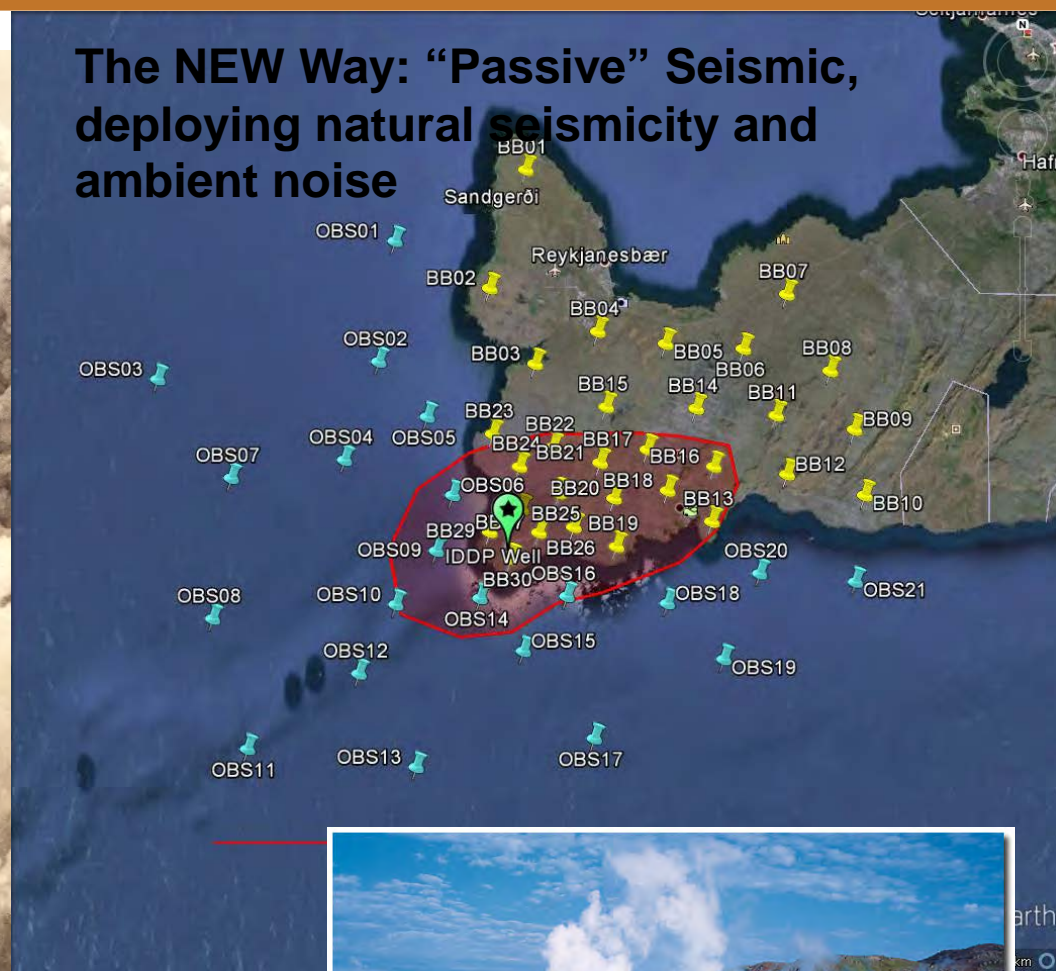 The NEW Way: “Passive” Seismic,
deploying natural seismicity and
ambient noise
N
BB01
Sandgerði
OBS01
Reykjanesbær
BB02
BB07
BB04
OBS02
OBS03
BB03
BB05
BB06
BB08
BB15
BB14
BB11
BB23
BB22
BB09
OBS04
OBS05
BB24
BB21
BB17
BB16
OBS07
BB12
OBS06
BB20
BB18
BB13
BB10
BB25
BB19
BB29
OBS09
IDDP Well
BB26
OBS20
BB30
OBS16
OBS21
OBS08
OBS10
OBS18
OBS14
OBS15
OBS12
OBS19
OBS11
OBS13
OBS17
arth
km